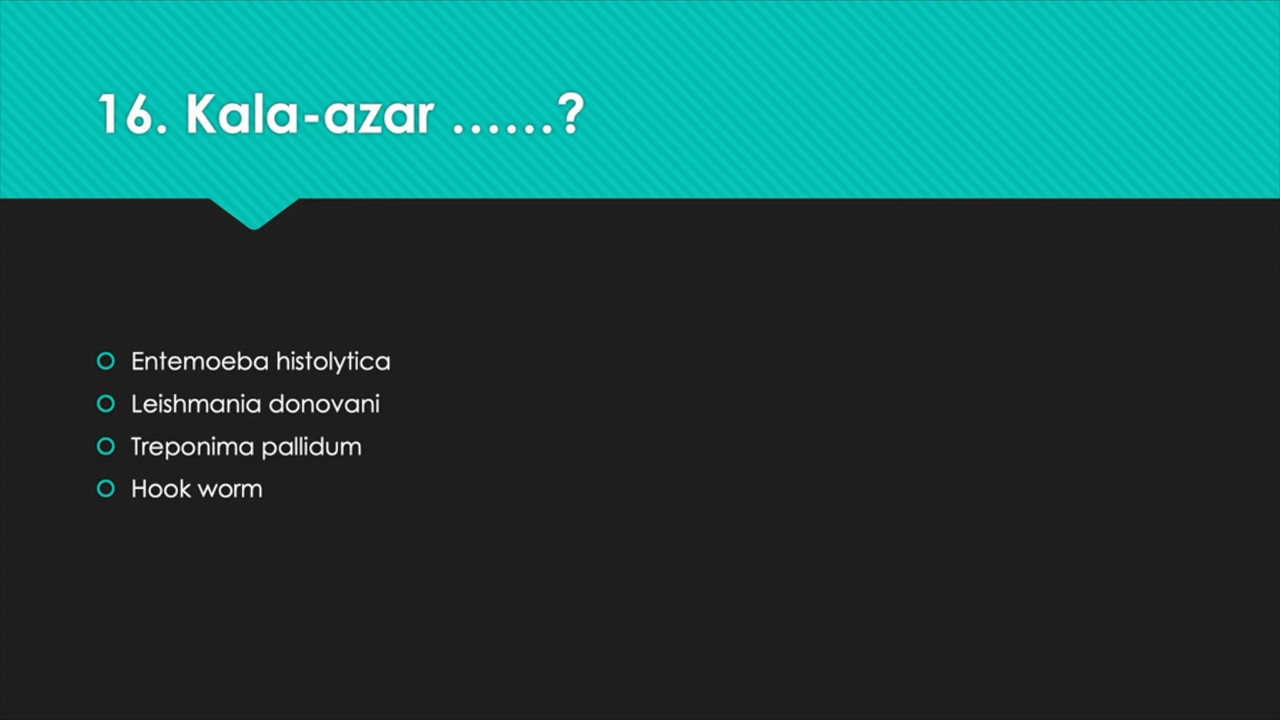 16. Kala-azar ......?
Entemoeba histolytica
Leishmania donovani
Treponima pallidum
Hook worm